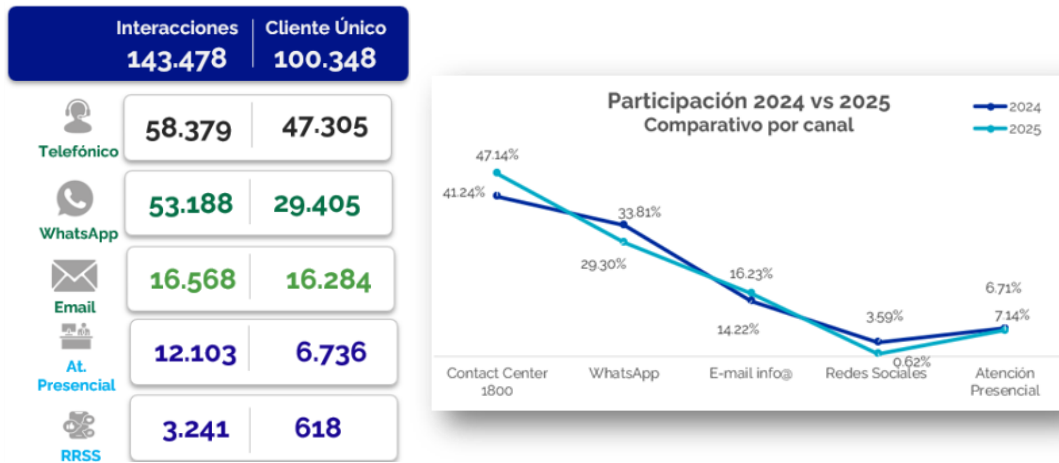 Interacciones Cliente Único
143.478 100.348
Telefónico
58.379 47.305
WhatsApp
53.188 29.405
Email
16.568 16.284
At.
Presencial
12.103 6.736
RRSS
3.241 618
Participación 2024 vs 2025
Comparativo por canal
2024
2025
47.14%
41.24%
33.81%
29.30%
16.23%
14.22%
3.59%
0.62%
6.71%
7.14%
Contact Center
1800
WhatsApp
E-mail info@
Redes Sociales
Atención
Presencial